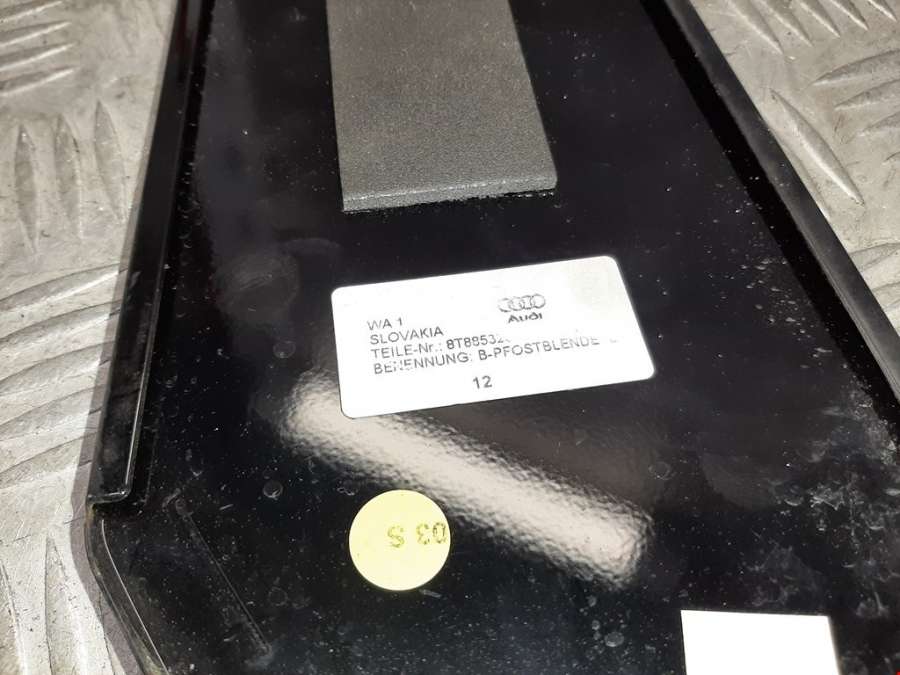 WA 1
Audi
SLOVAKIA
TEILE-Nr.:
BENENNUNG: B-PFOSTBLENDE
12
03 S